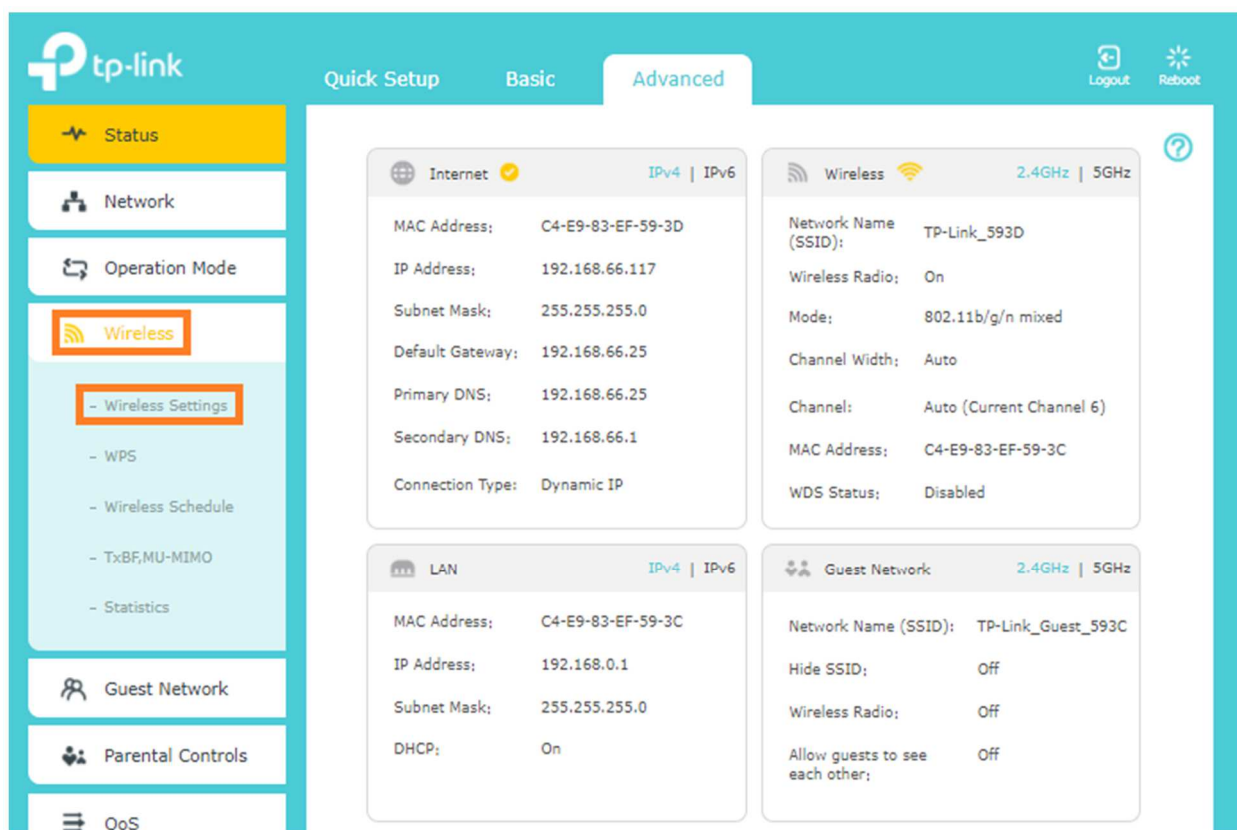 tp-link
Quick Setup Basic Advanced
Logout Reboot
Status
Network
Operation Mode
Wireless
- Wireless Settings
- WPS
- Wireless Schedule
- TxBF,MU-MIMO
- Statistics
Guest Network
Parental Controls
QoS
Internet IPv4 | IPv6
MAC Address: C4-E9-83-EF-59-3D
IP Address: 192.168.66.117
Subnet Mask: 255.255.255.0
Default Gateway: 192.168.66.25
Primary DNS: 192.168.66.25
Secondary DNS: 192.168.66.1
Connection Type: Dynamic IP
Wireless 2.4GHz | 5GHz
Network Name
(SSID): TP-Link_593D
Wireless Radio: On
Mode: 802.11b/g/n mixed
Channel Width: Auto
Channel: Auto (Current Channel 6)
MAC Address: C4-E9-83-EF-59-3C
WDS Status: Disabled
LAN IPv4 | IPv6
MAC Address: C4-E9-83-EF-59-3C
IP Address: 192.168.0.1
Subnet Mask: 255.255.255.0
DHCP: On
Guest Network 2.4GHz | 5GHz
Network Name (SSID): TP-Link_Guest_593C
Hide SSID: Off
Wireless Radio: Off
Allow guests to see
each other: Off